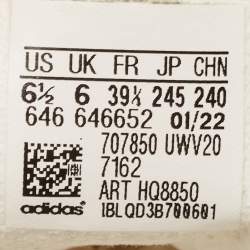 US UK FR JP CHN
6½ 6 39⅓ 245 240
646 646652 01/22
707850 UWV20
7162
ART HQ8850
adidas® 1BLQD3B700601